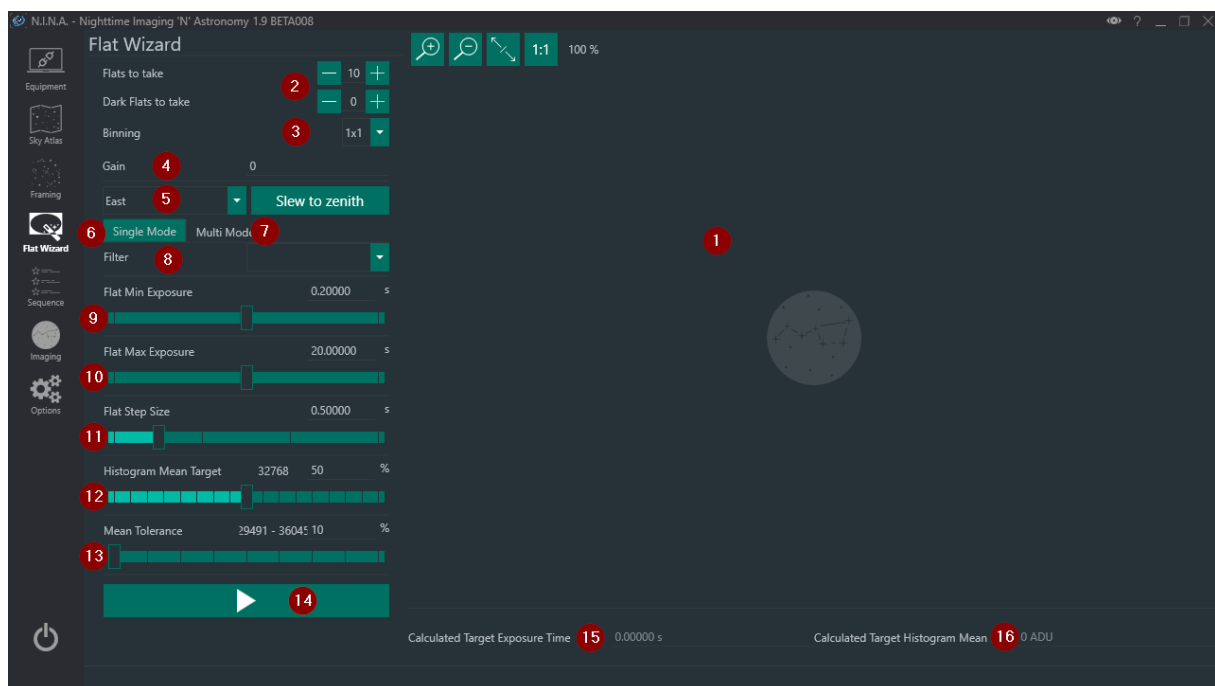 N.I.N.A. - Nighttime Imaging 'N' Astronomy 1.9 BETA008
?
Equipment
Sky Atlas
Framing
Flat Wizard
Sequence
Imaging
Options
Flat Wizard
Flats to take 10
2
Dark Flats to take 0
Binning 3 1x1
Gain 4 0
East 5 Slew to zenith
6 Single Mode Multi Mode 7
Filter 8
Flat Min Exposure 0.20000 s
9
Flat Max Exposure 20.00000 s
10
Flat Step Size 0.50000 s
11
Histogram Mean Target 32768 50 %
12
Mean Tolerance 29491 - 36045 10 %
13
14
1:1 100 %
1
Calculated Target Exposure Time 15 0.00000 s
Calculated Target Histogram Mean 16 0 ADU